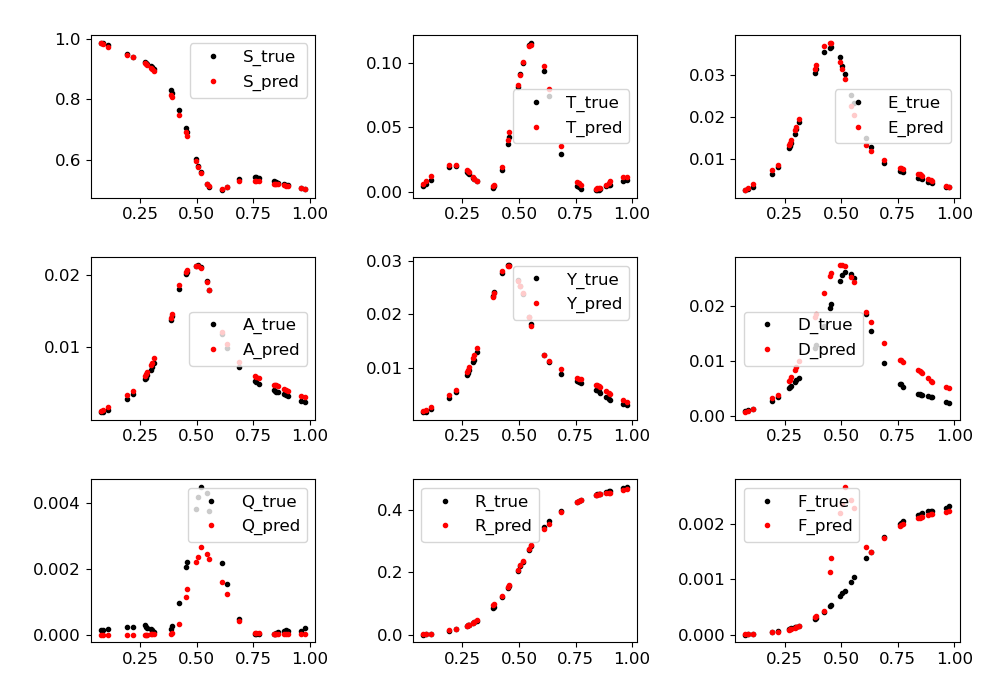 1.0
0.8
0.6
S_true
S_pred
0.25 0.50 0.75 1.00
0.10
0.05
0.00
T_true
T_pred
0.25 0.50 0.75 1.00
0.03
0.02
0.01
E_true
E_pred
0.25 0.50 0.75 1.00
0.02
0.01
A_true
A_pred
0.25 0.50 0.75 1.00
0.03
0.02
0.01
Y_true
Y_pred
0.25 0.50 0.75 1.00
0.02
0.01
0.00
D_true
D_pred
0.25 0.50 0.75 1.00
0.004
0.002
0.000
Q_true
Q_pred
0.25 0.50 0.75 1.00
0.4
0.2
0.0
R_true
R_pred
0.25 0.50 0.75 1.00
0.002
0.001
0.000
F_true
F_pred
0.25 0.50 0.75 1.00